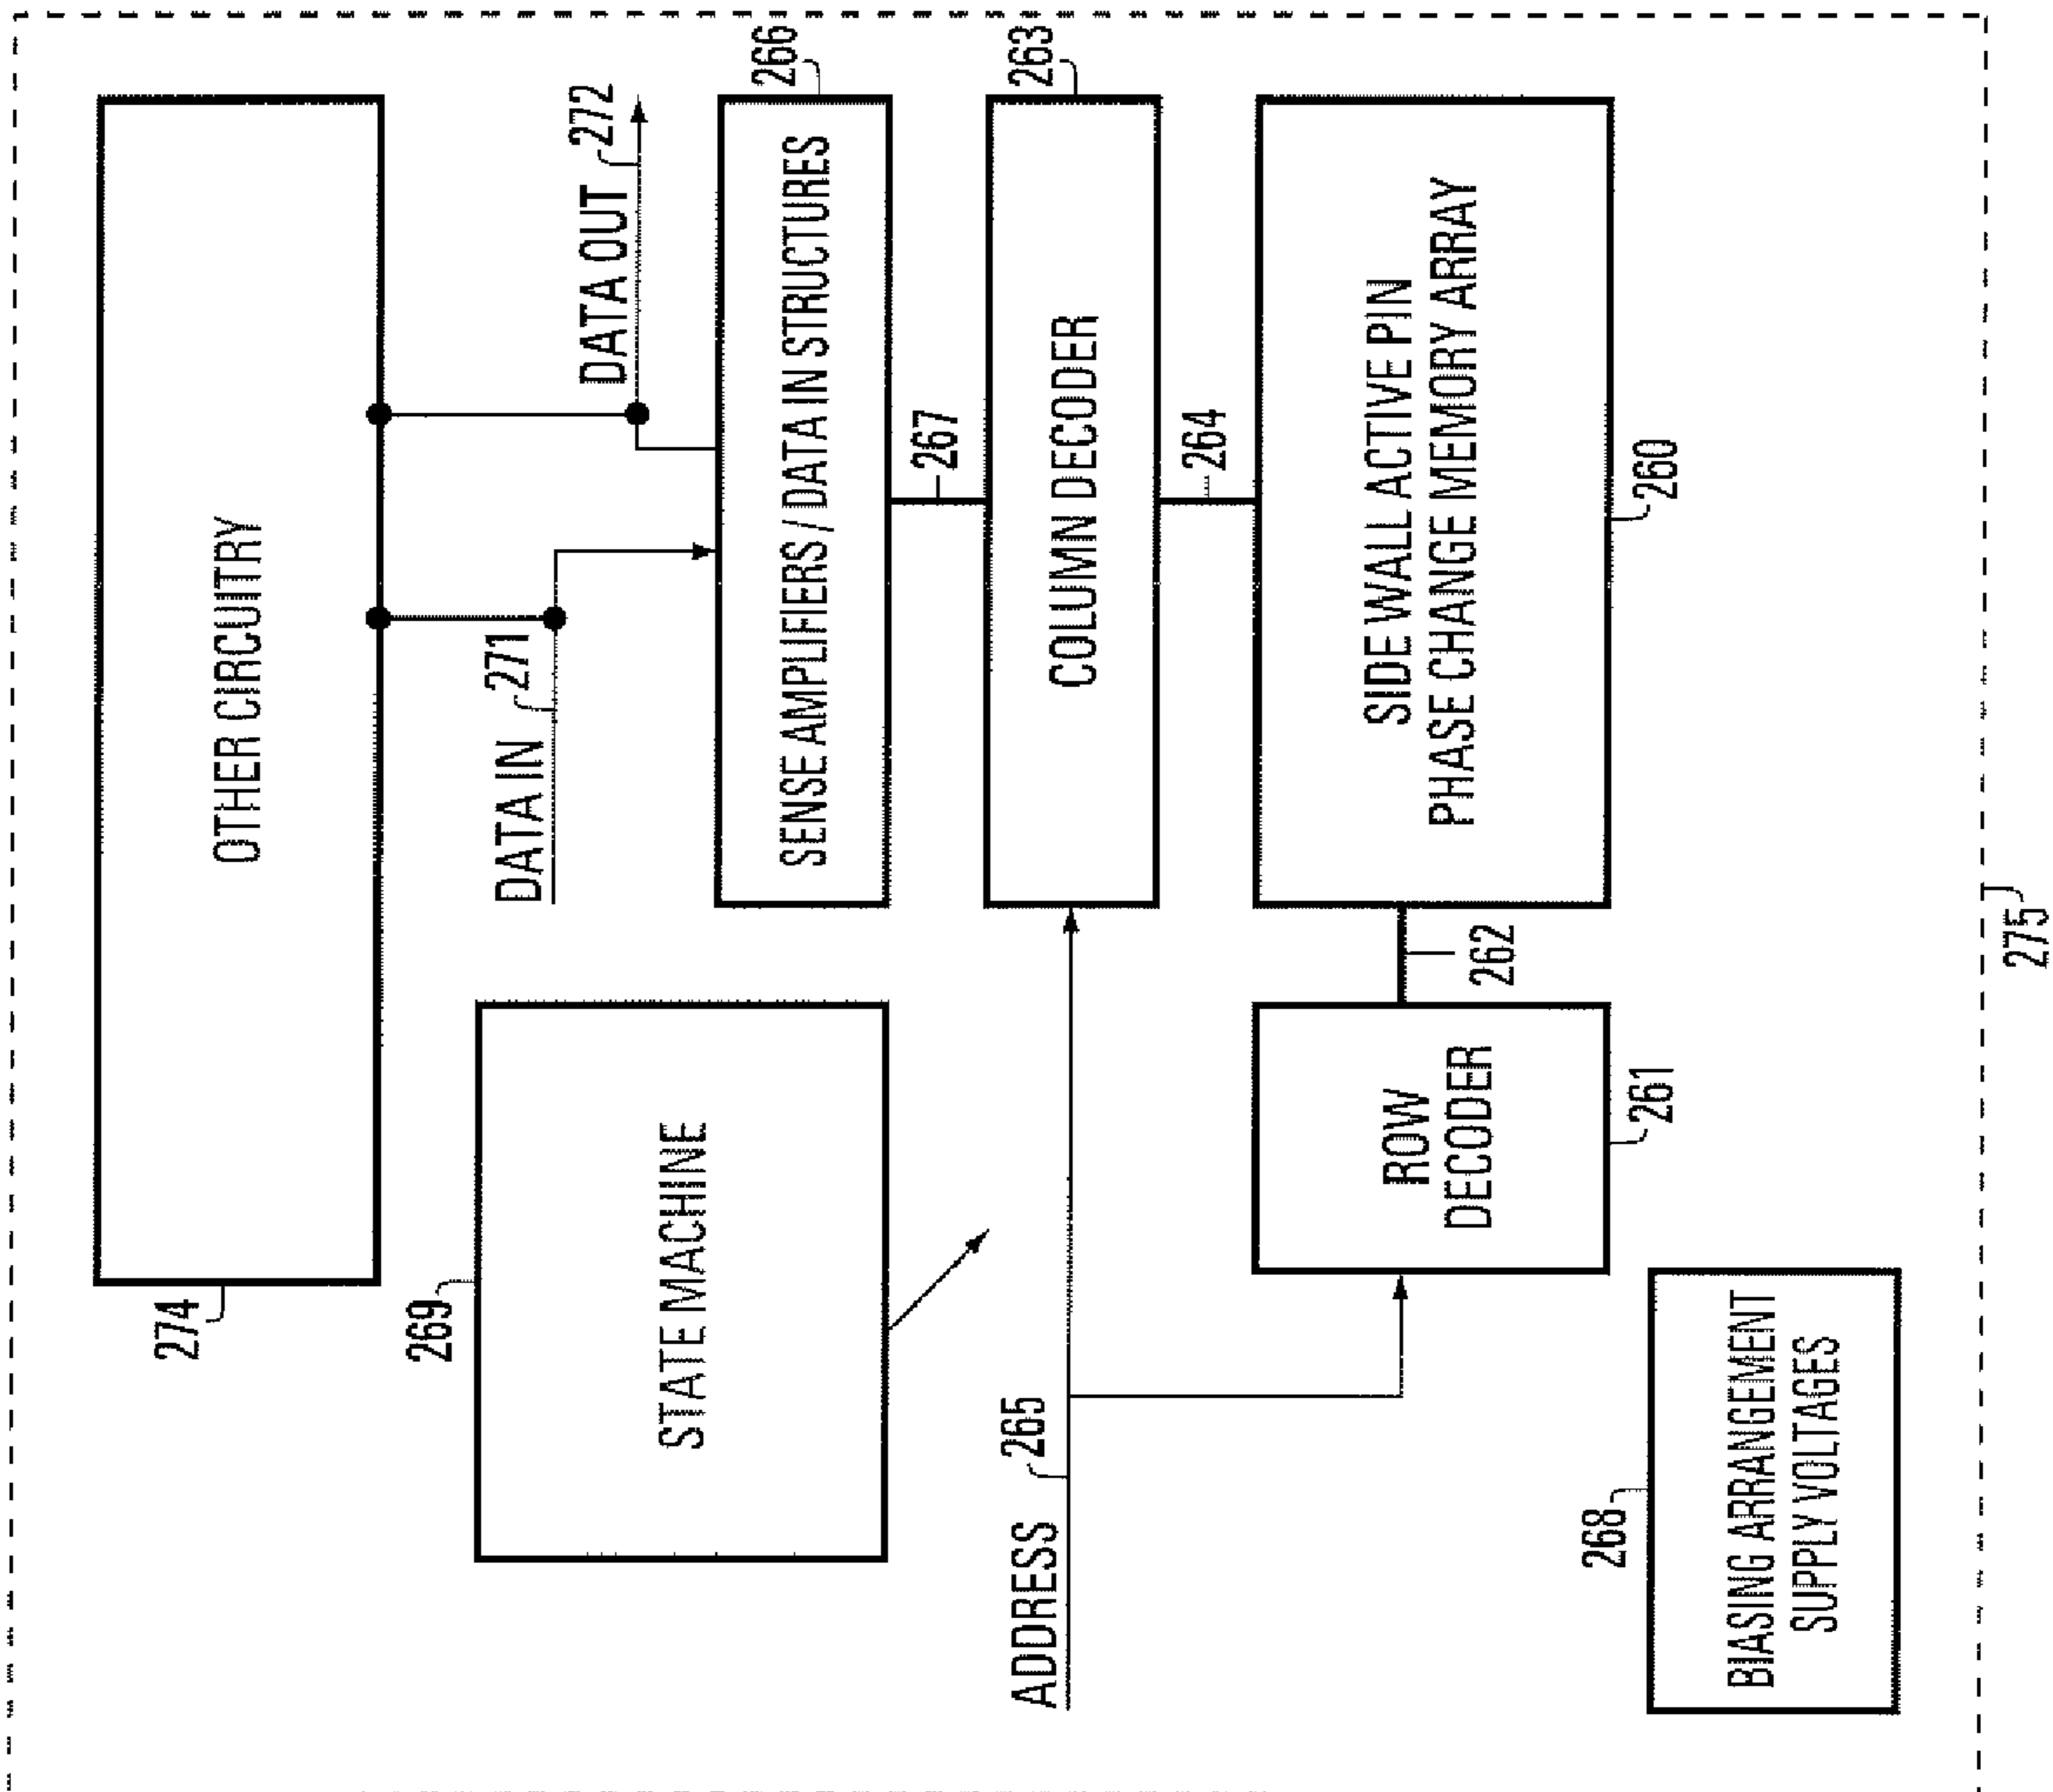 274
OTHER CIRCUITRY
269
STATE MACHINE
DATA IN
271
DATA OUT
272
SENSE AMPLIFIERS / DATA IN STRUCTURES
266
267
ADDRESS
265
COLUMN DECODER
263
264
ROW
DECODER
261
262
SIDE WALL ACTIVE PIN
PHASE CHANGE MEMORY ARRAY
260
268
BIASING ARRANGEMENT
SUPPLY VOLTAGES
275